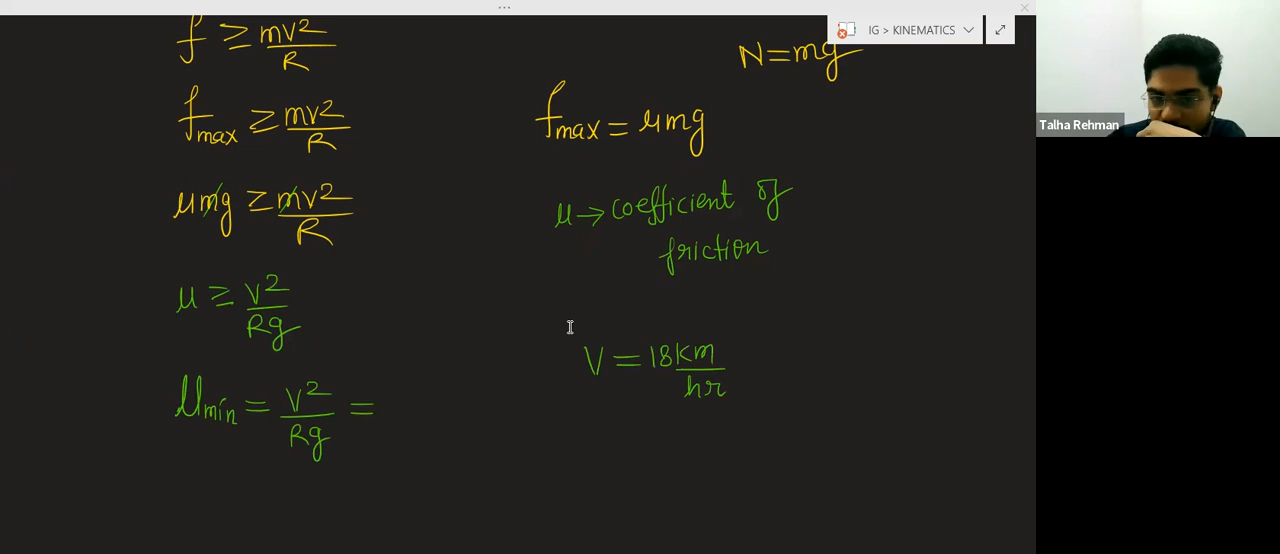 ...
IG > KINEMATICS
f ≥ mv²/R
N = mg
Talha Rehman
fmax ≥ mv²/R
fmax = μmg
μmg ≥ mv²/R
μ → coefficient of
friction
μ ≥ v²/Rg
V = 18 km/hr
μmin = v²/Rg =